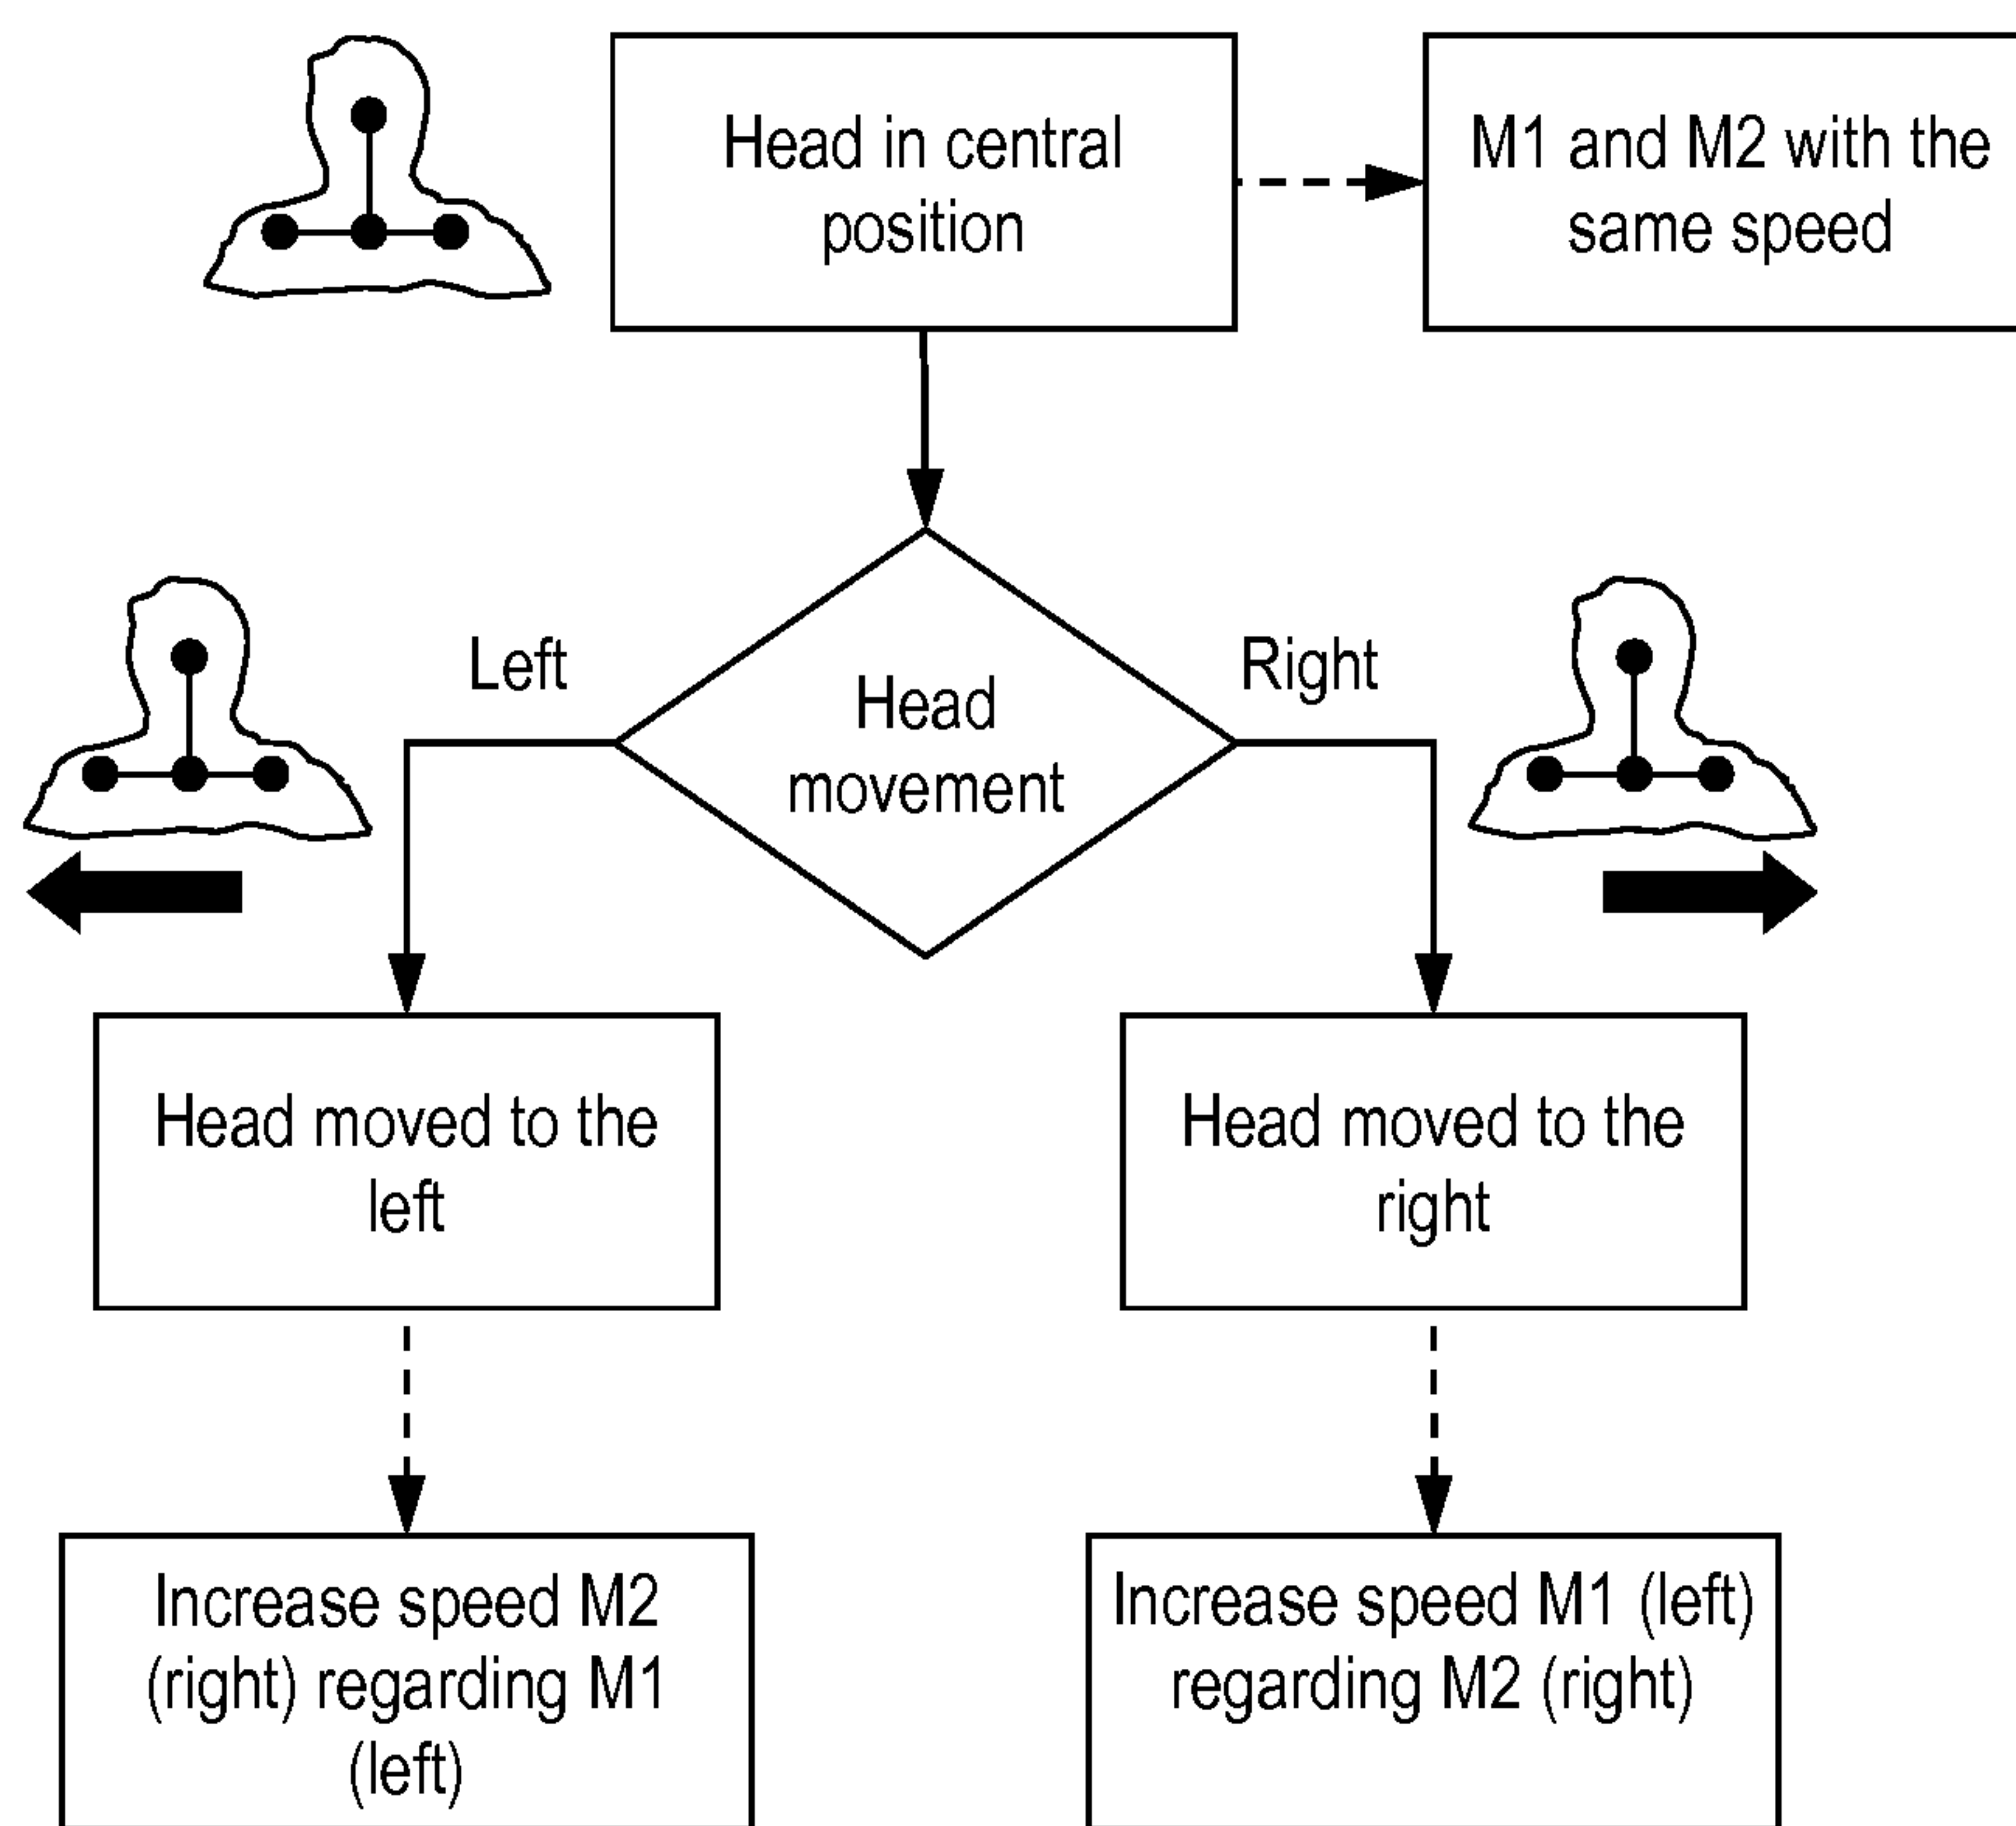 Head in central
position
M1 and M2 with the
same speed
Left
Head
movement
Right
Head moved to the
left
Head moved to the
right
Increase speed M2
(right) regarding M1
(left)
Increase speed M1 (left)
regarding M2 (right)